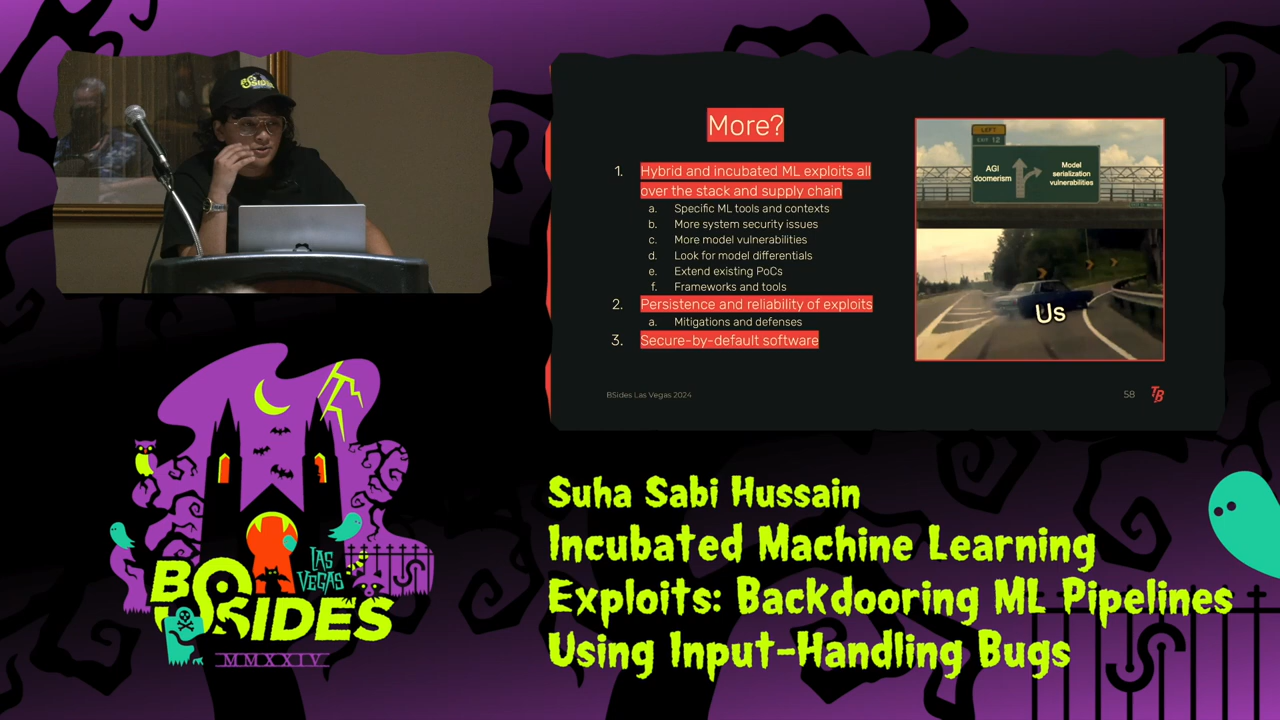 BSIDES
More?
1. Hybrid and incubated ML exploits all
over the stack and supply chain
a. Specific ML tools and contexts
b. More system security issues
c. More model vulnerabilities
d. Look for model differentials
e. Extend existing PoCs
f. Frameworks and tools
2. Persistence and reliability of exploits
a. Mitigations and defenses
3. Secure-by-default software
LEFT
EXIT 12
AGI
doomerism
Model
serialization
vulnerabilities
Us
BSides Las Vegas 2024
58
TB
LAS
VEGAS
BSIDES
MMXXIV
Suha Sabi Hussain
Incubated Machine Learning
Exploits: Backdooring ML Pipelines
Using Input-Handling Bugs